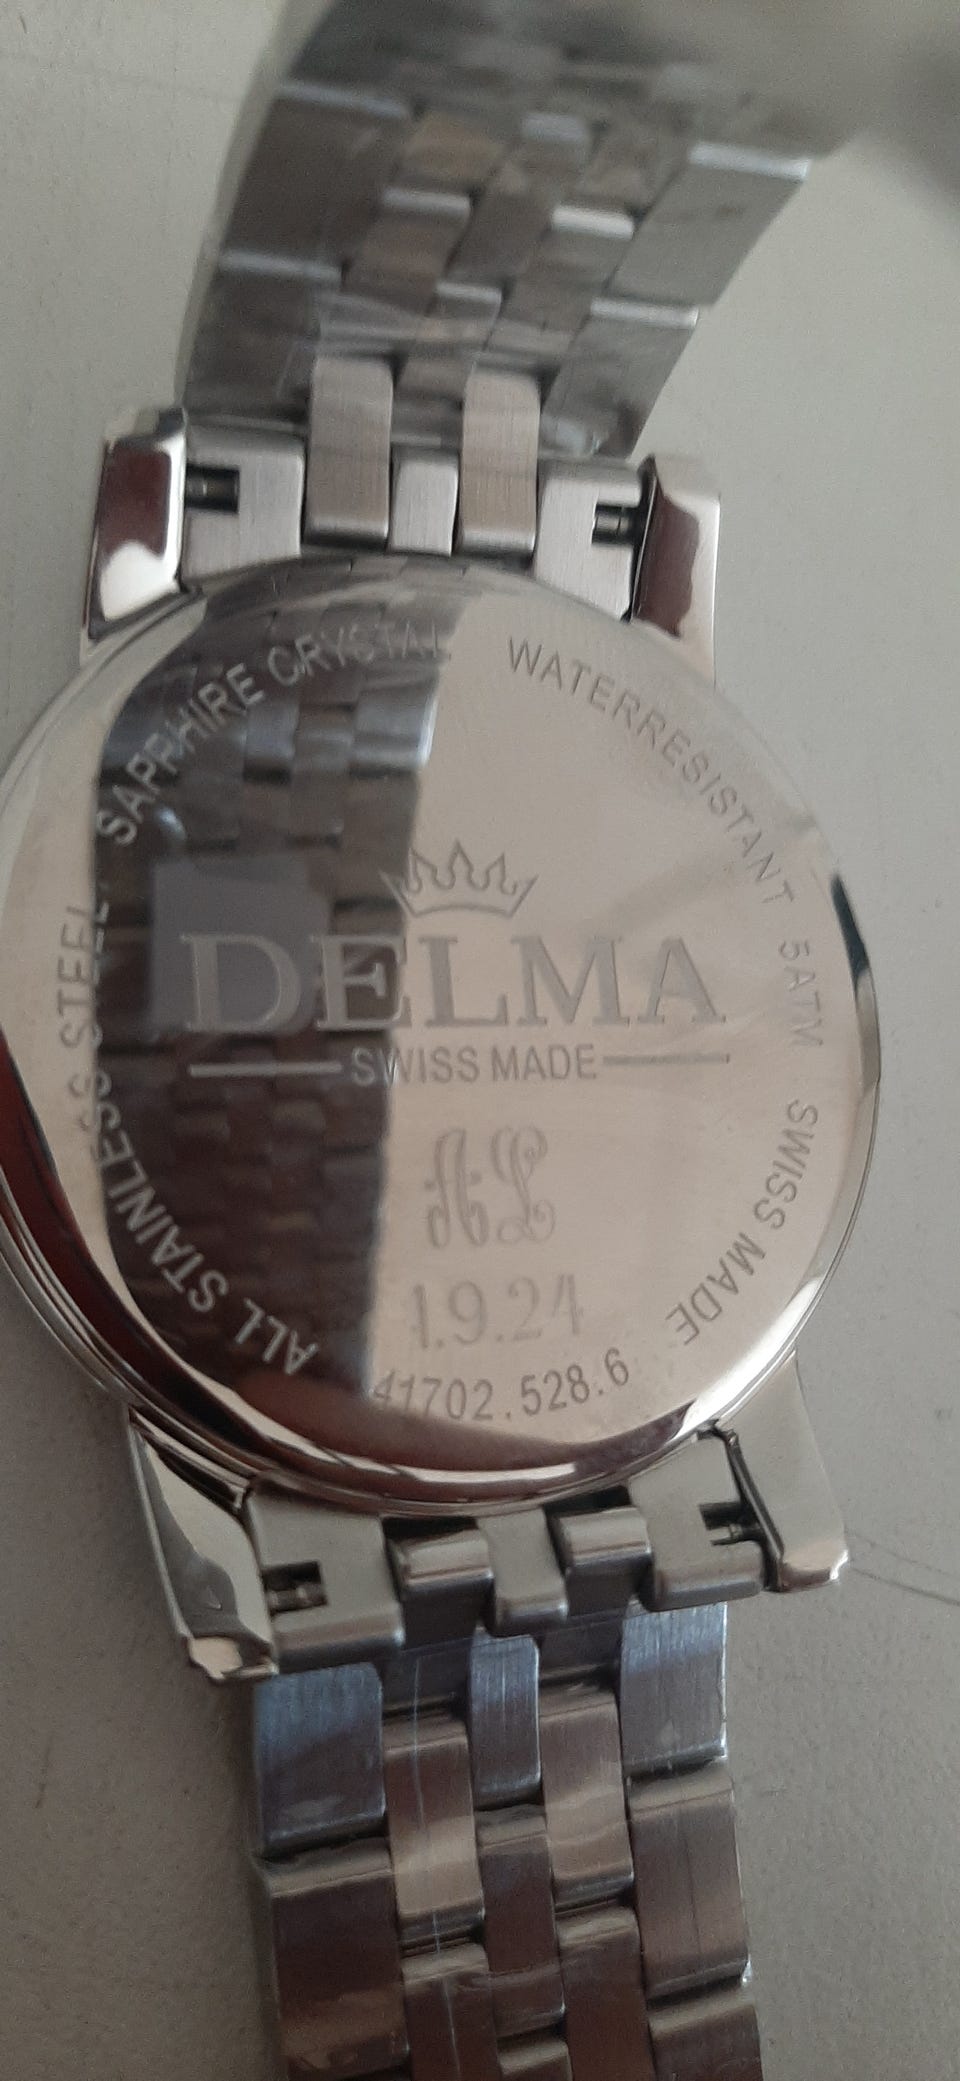 SAPPHIRE CRYSTAL
WATERRESISTANT 5ATM
SWISS MADE
ALL STAINLESS STEEL
DELMA
SWISS MADE
AL
1.9.24
41702.528.6